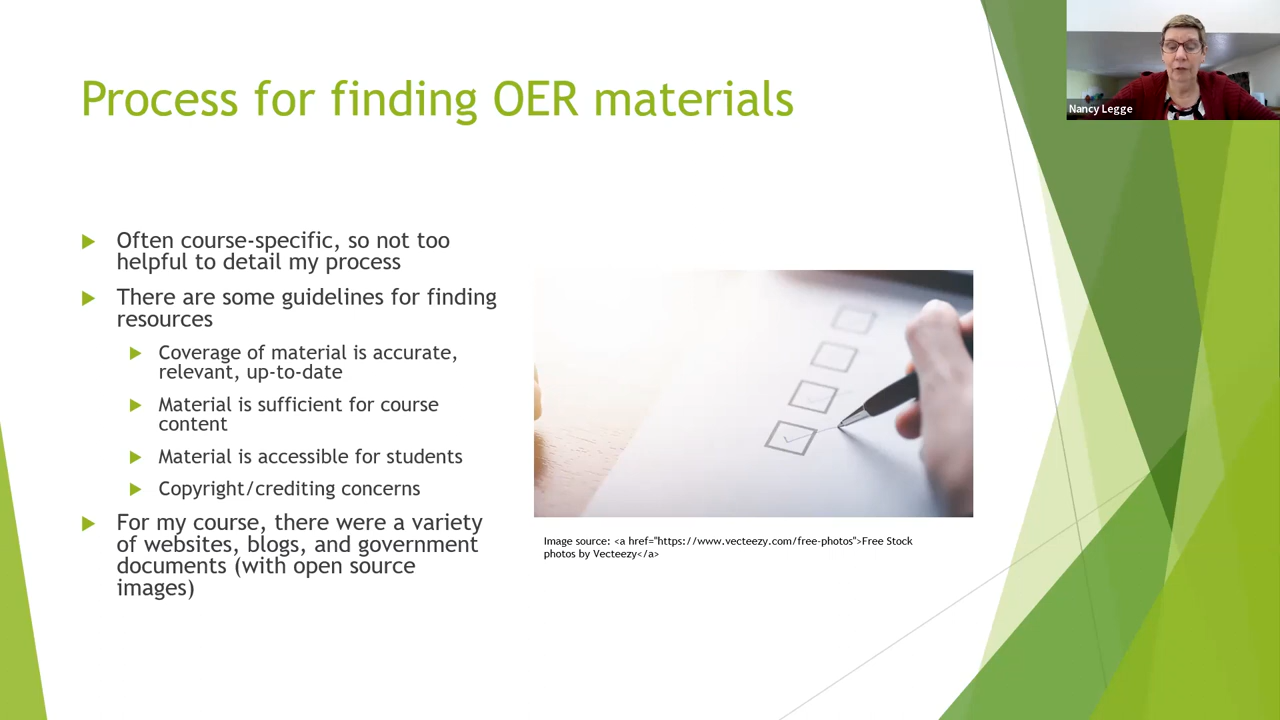 Process for finding OER materials
Nancy Legge
Often course-specific, so not too
helpful to detail my process
There are some guidelines for finding
resources
Coverage of material is accurate,
relevant, up-to-date
Material is sufficient for course
content
Material is accessible for students
Copyright/crediting concerns
For my course, there were a variety
of websites, blogs, and government
documents (with open source
images)
Image source: <a href="https://www.vecteezy.com/free-photos">Free Stock
photos by Vecteezy</a>